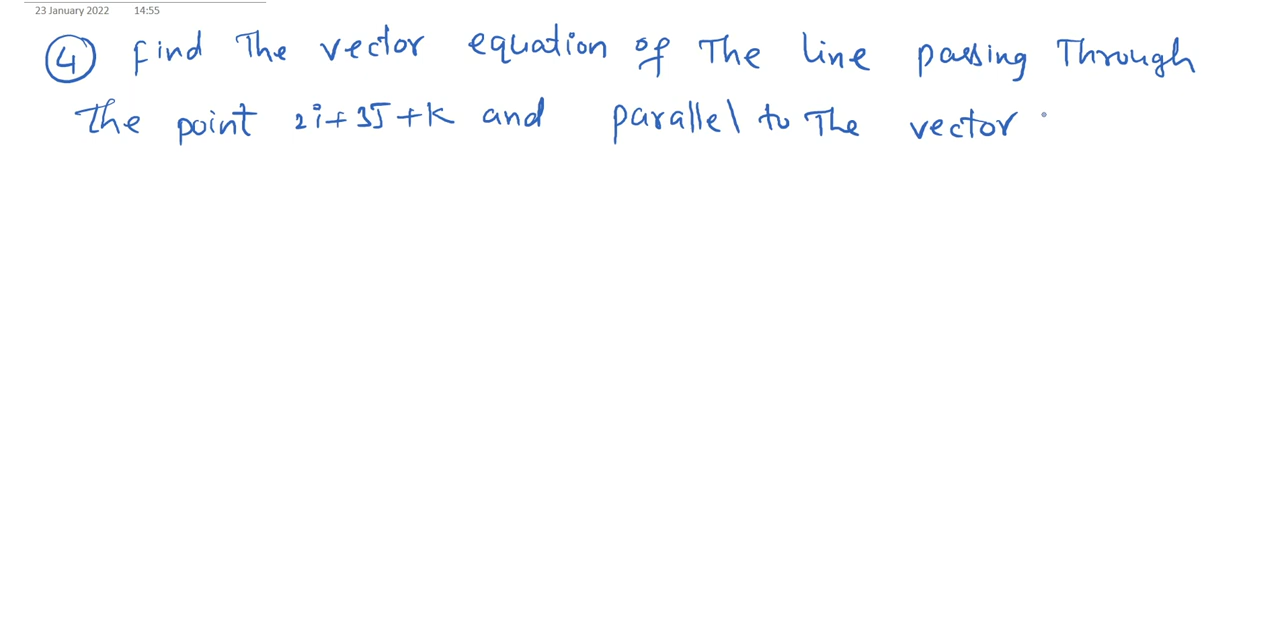 23 January 2022 14:55
④ find The vector equation of The line passing Through
the point 2i+3J+K and parallel to The vector